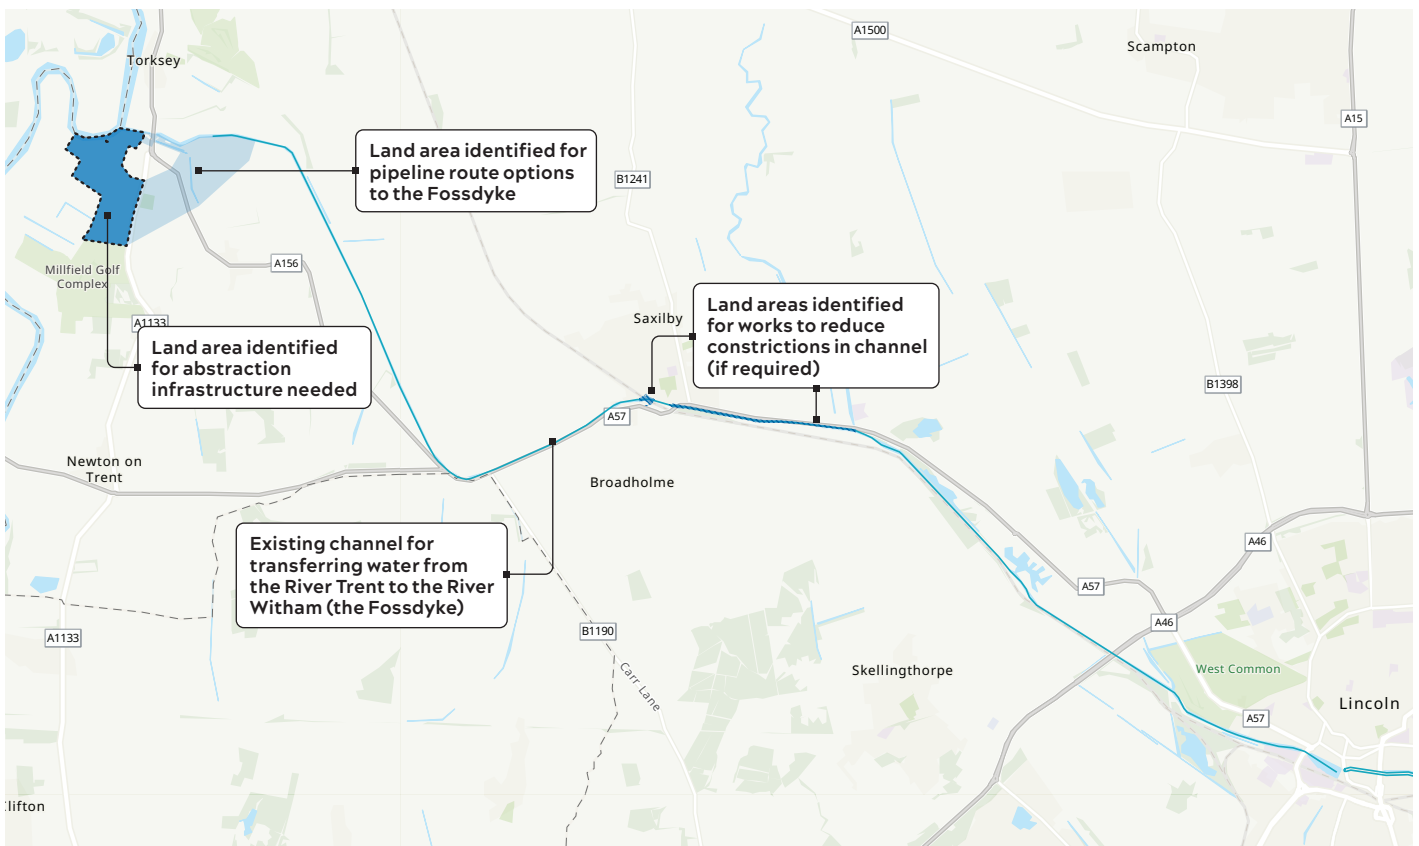 A1500
Scampton
Torksey
A15
Land area identified for
pipeline route options
to the Fossdyke
B1241
A156
Millfield Golf
Complex
Land areas identified
for works to reduce
constrictions in channel
(if required)
Saxilby
A1133
Land area identified
for abstraction
infrastructure needed
B1398
A57
Newton on
Trent
Broadholme
Existing channel for
transferring water from
the River Trent to the River
Witham (the Fossdyke)
A46
A57
A46
B1190
A1133
Carr Lane
Skellingthorpe
West Common
Lincoln
A57
lifton